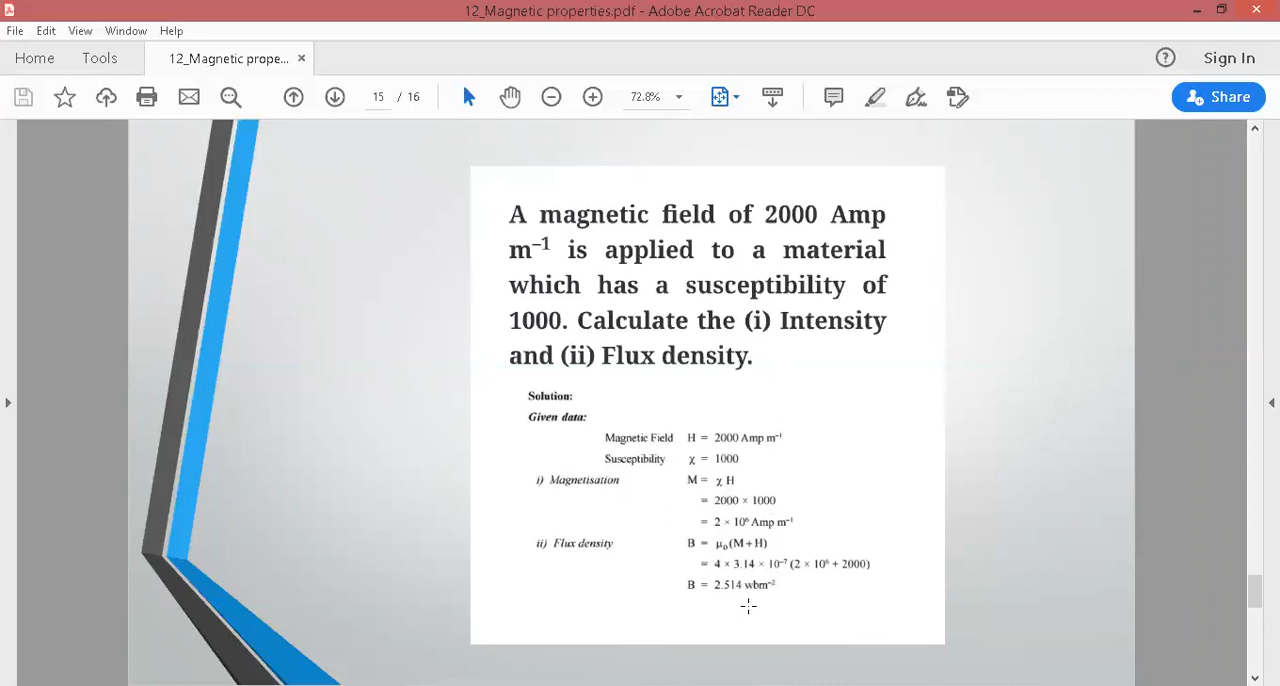 12_Magnetic properties.pdf - Adobe Acrobat Reader DC
File Edit View Window Help
Home Tools 12_Magnetic prope... × Sign In
15 / 16 72.8% Share
A magnetic field of 2000 Amp
m⁻¹ is applied to a material
which has a susceptibility of
1000. Calculate the (i) Intensity
and (ii) Flux density.
Solution:
Given data:
Magnetic Field H = 2000 Amp m⁻¹
Susceptibility χ = 1000
i) Magnetisation M = χ H
= 2000 × 1000
= 2 × 10⁶ Amp m⁻¹
ii) Flux density B = μ₀(M+H)
= 4 × 3.14 × 10⁻⁷ (2 × 10⁶ + 2000)
B = 2.514 wbm⁻²